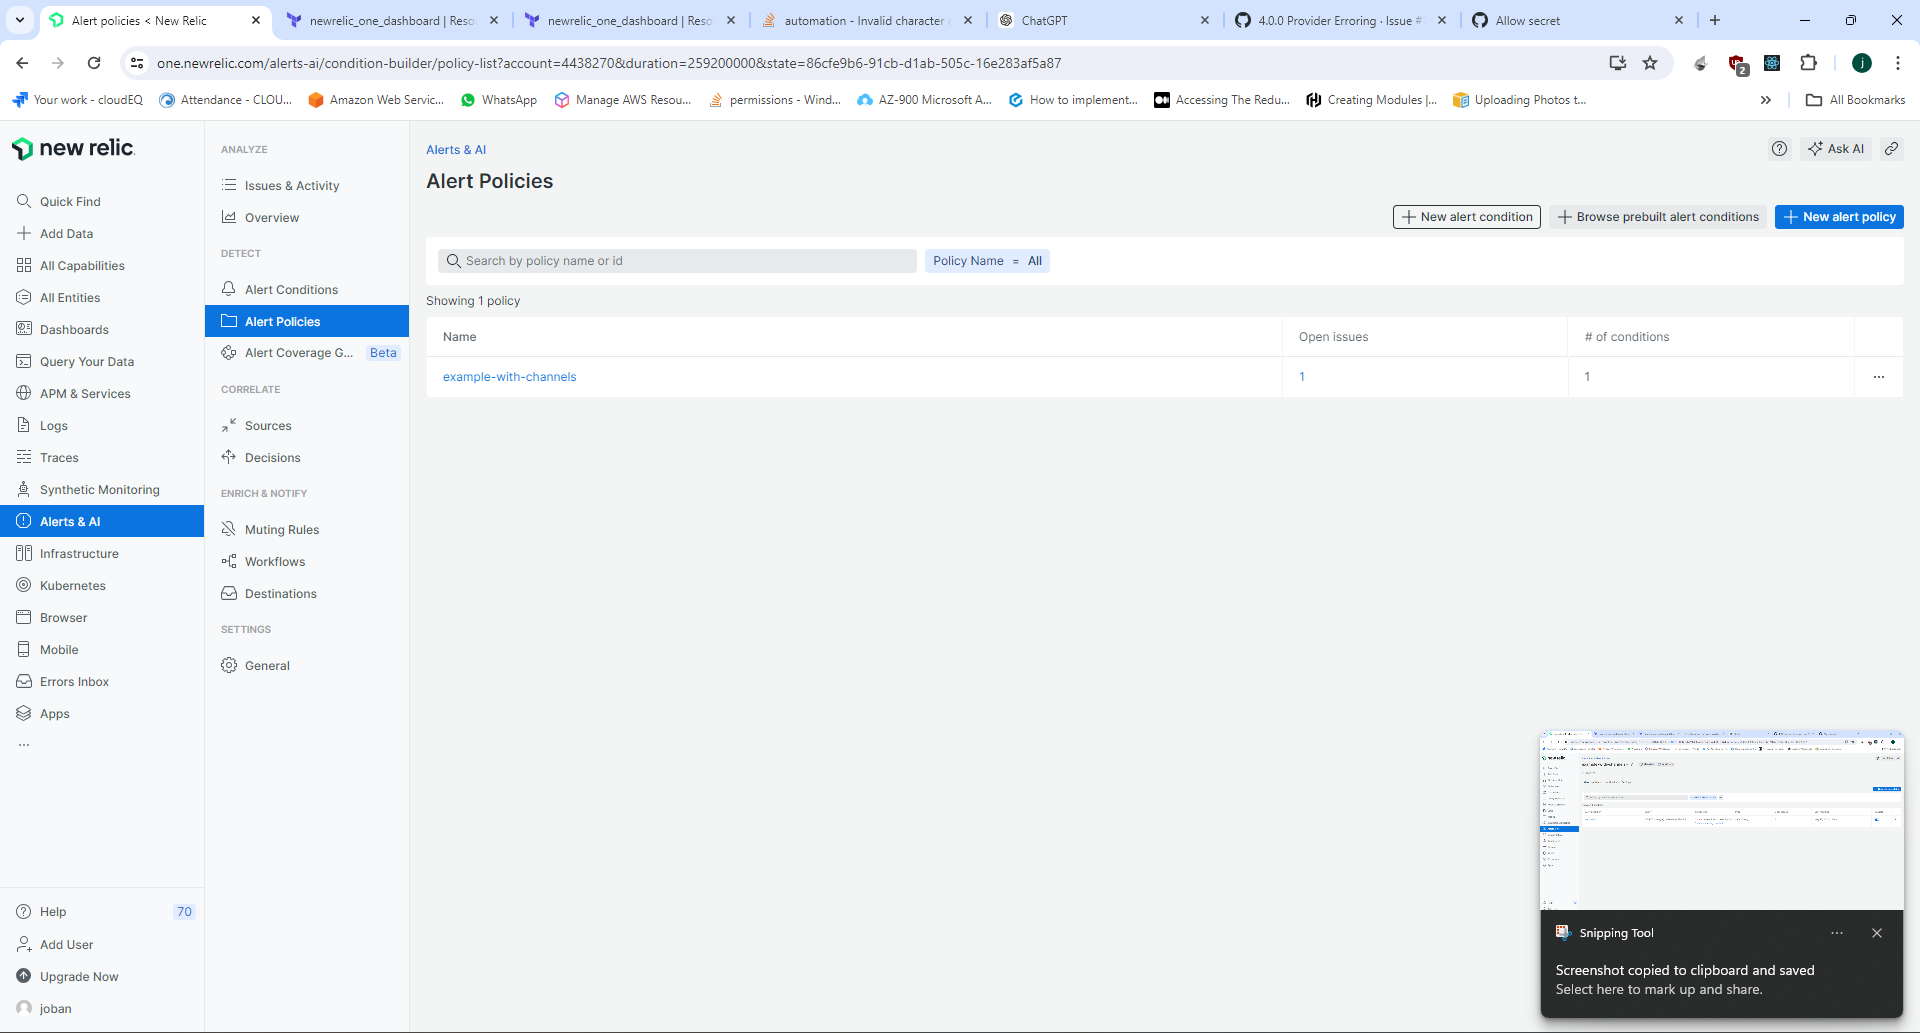 Alert policies < New Relic
newrelic_one_dashboard | Reso
newrelic_one_dashboard | Reso
automation - Invalid character
ChatGPT
4.0.0 Provider Erroring · Issue #
Allow secret
one.newrelic.com/alerts-ai/condition-builder/policy-list?account=4438270&duration=259200000&state=86cfe9b6-91cb-d1ab-505c-16e283af5a87
2
j
Your work - cloudEQ
Attendance - CLOU...
Amazon Web Servic...
WhatsApp
Manage AWS Resou...
permissions - Wind...
AZ-900 Microsoft A...
How to implement...
Accessing The Redu...
Creating Modules |...
Uploading Photos t...
All Bookmarks
new relic
Quick Find
Add Data
All Capabilities
All Entities
Dashboards
Query Your Data
APM & Services
Logs
Traces
Synthetic Monitoring
Alerts & AI
Infrastructure
Kubernetes
Browser
Mobile
Errors Inbox
Apps
...
Help 70
Add User
Upgrade Now
joban
ANALYZE
Issues & Activity
Overview
DETECT
Alert Conditions
Alert Policies
Alert Coverage G... Beta
CORRELATE
Sources
Decisions
ENRICH & NOTIFY
Muting Rules
Workflows
Destinations
SETTINGS
General
Alerts & AI
Ask AI
Alert Policies
New alert condition
Browse prebuilt alert conditions
New alert policy
Search by policy name or id
Policy Name = All
Showing 1 policy
Name Open issues # of conditions
example-with-channels 1 1 ...
Snipping Tool
Screenshot copied to clipboard and saved
Select here to mark up and share.